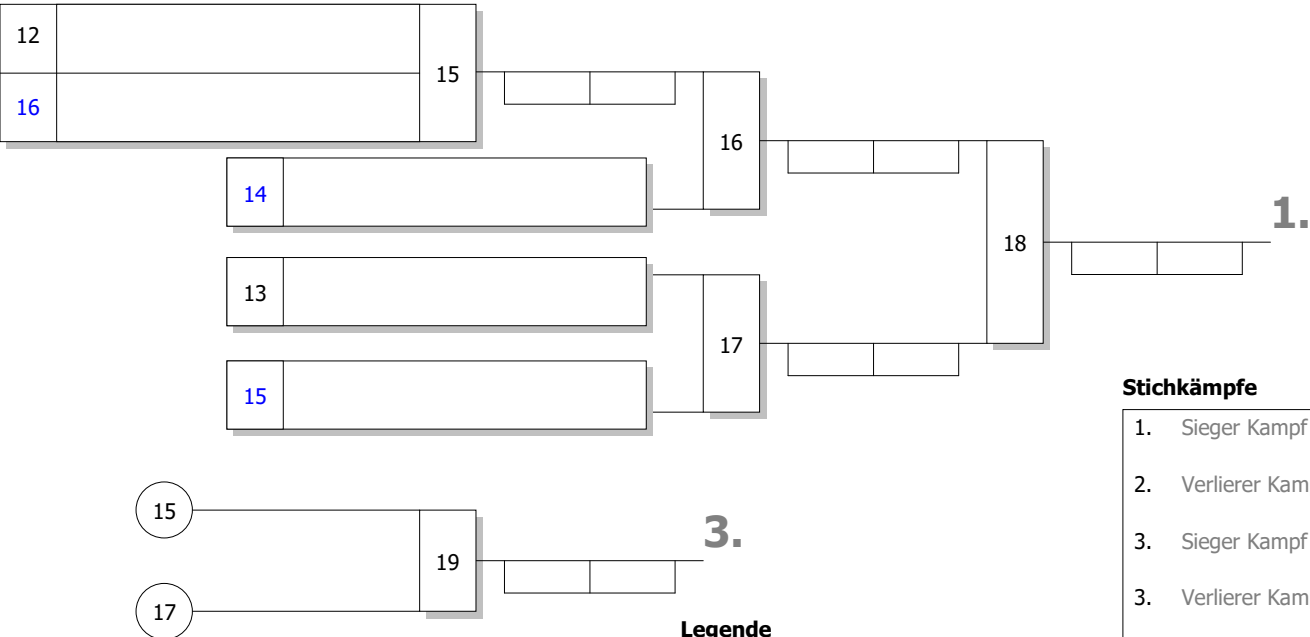 12
15
16
16
14
1.
18
13
17
15
Stichkämpfe
1. Sieger Kampf
2. Verlierer Kam
15
3.
3. Sieger Kampf
19
3. Verlierer Kam
17
Legende